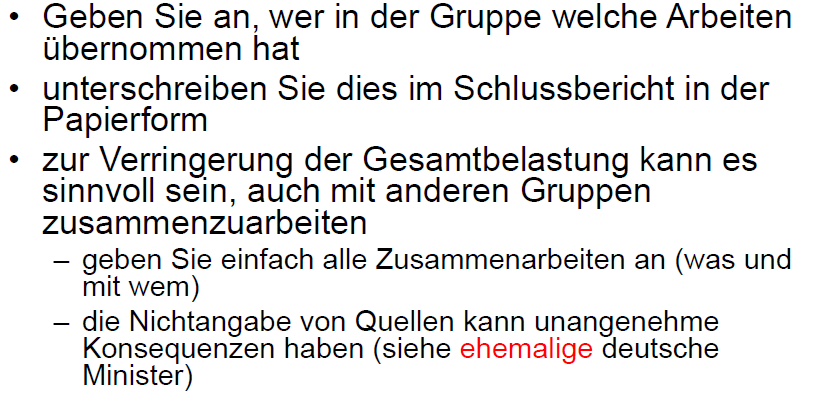 • Geben Sie an, wer in der Gruppe welche Arbeiten
übernommen hat
• unterschreiben Sie dies im Schlussbericht in der
Papierform
• zur Verringerung der Gesamtbelastung kann es
sinnvoll sein, auch mit anderen Gruppen
zusammenzuarbeiten
– geben Sie einfach alle Zusammenarbeiten an (was und
mit wem)
– die Nichtangabe von Quellen kann unangenehme
Konsequenzen haben (siehe ehemalige deutsche
Minister)